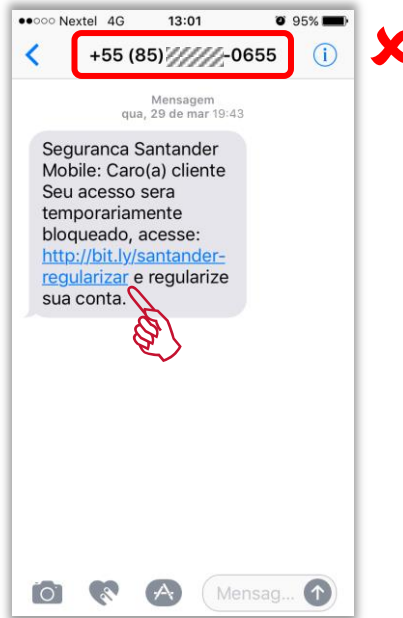 Nextel 4G 13:01 95%
+55 (85) -0655
Mensagem
qua, 29 de mar 19:43
Seguranca Santander
Mobile: Caro(a) cliente
Seu acesso sera
temporariamente
bloqueado, acesse:
http://bit.ly/santander-
regularizar e regularize
sua conta.
Mensag...